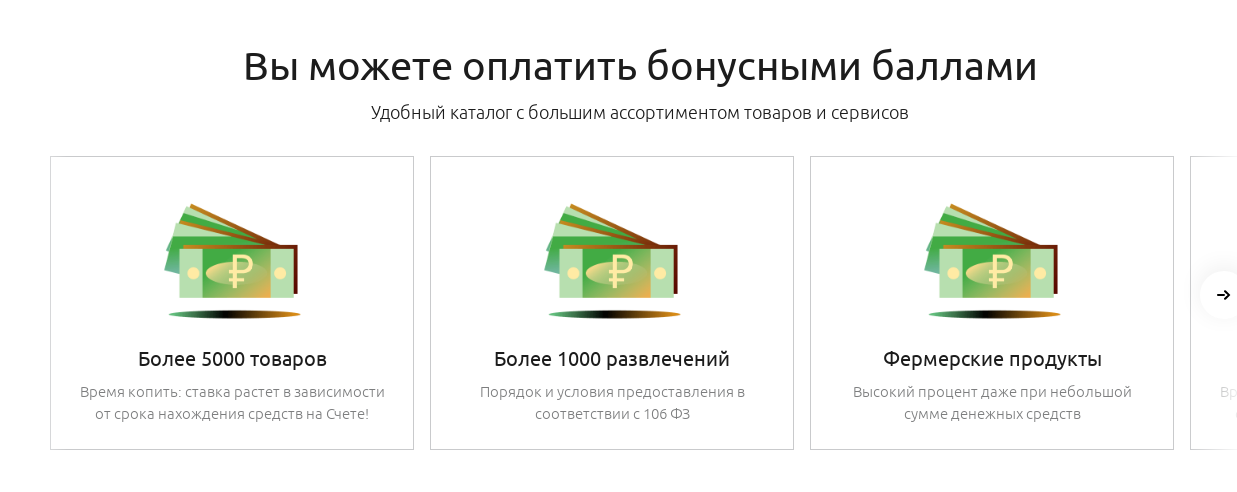 Вы можете оплатить бонусными баллами
Удобный каталог с большим ассортиментом товаров и сервисов
Более 5000 товаров
Время копить: ставка растет в зависимости
от срока нахождения средств на Счете!
Более 1000 развлечений
Порядок и условия предоставления в
соответствии с 106 ФЗ
Фермерские продукты
Высокий процент даже при небольшой
сумме денежных средств